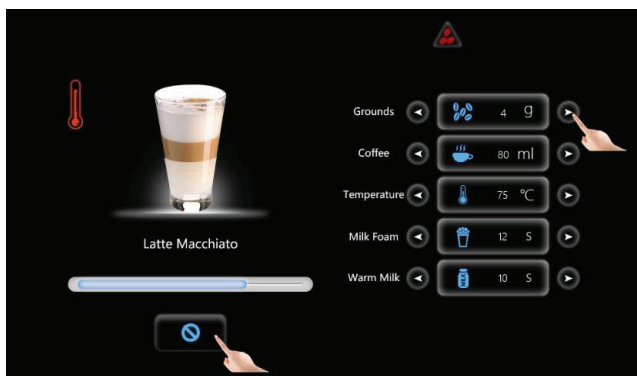 Grounds 4 g
Coffee 80 ml
Temperature 75 °C
Milk Foam 12 S
Warm Milk 10 S
Latte Macchiato